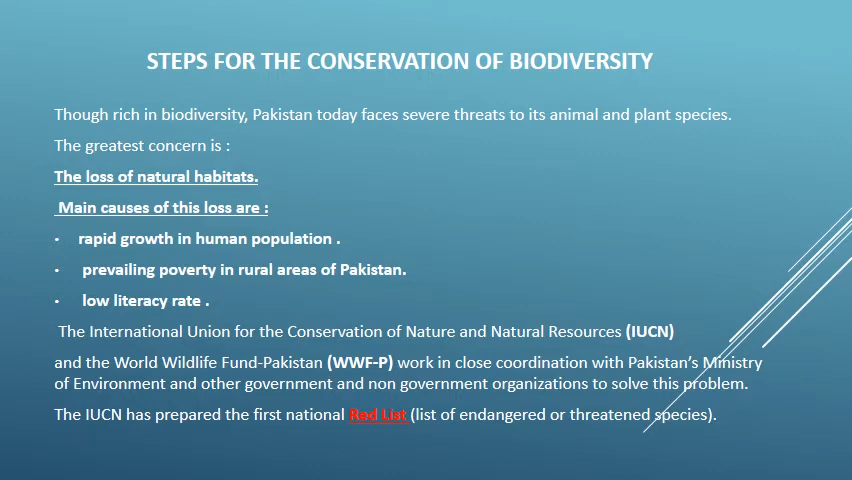 STEPS FOR THE CONSERVATION OF BIODIVERSITY
Though rich in biodiversity, Pakistan today faces severe threats to its animal and plant species.
The greatest concern is :
The loss of natural habitats.
Main causes of this loss are :
• rapid growth in human population .
• prevailing poverty in rural areas of Pakistan.
• low literacy rate .
The International Union for the Conservation of Nature and Natural Resources (IUCN)
and the World Wildlife Fund-Pakistan (WWF-P) work in close coordination with Pakistan’s Ministry
of Environment and other government and non government organizations to solve this problem.
The IUCN has prepared the first national Red List (list of endangered or threatened species).